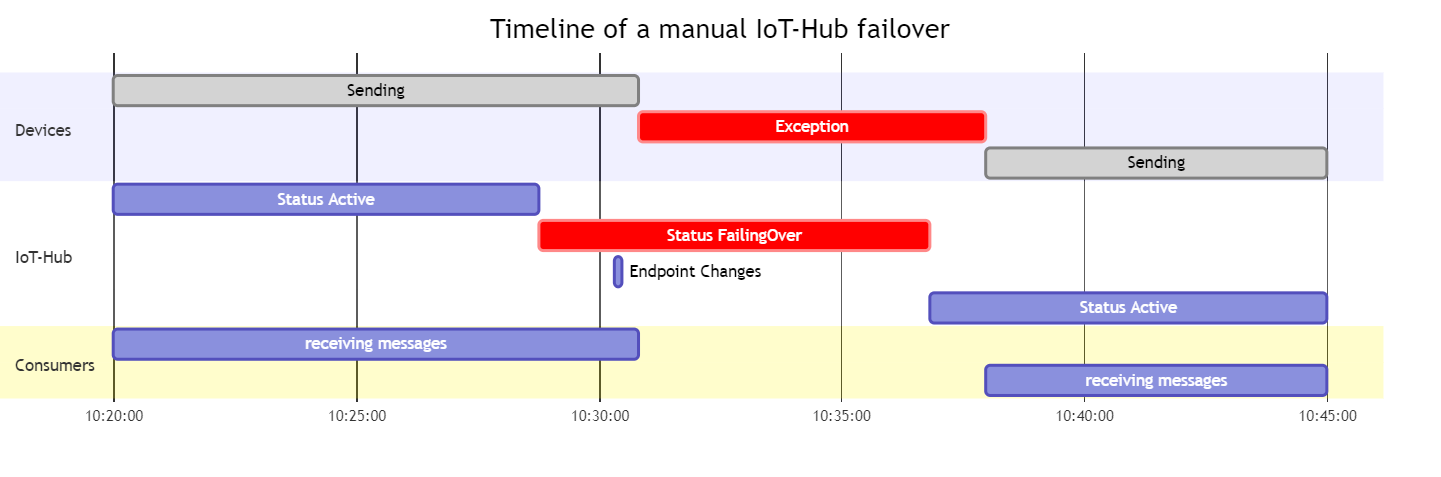 Timeline of a manual IoT-Hub failover
Devices
Sending
Exception
Sending
IoT-Hub
Status Active
Status FailingOver
Endpoint Changes
Status Active
Consumers
receiving messages
receiving messages
10:20:00 10:25:00 10:30:00 10:35:00 10:40:00 10:45:00